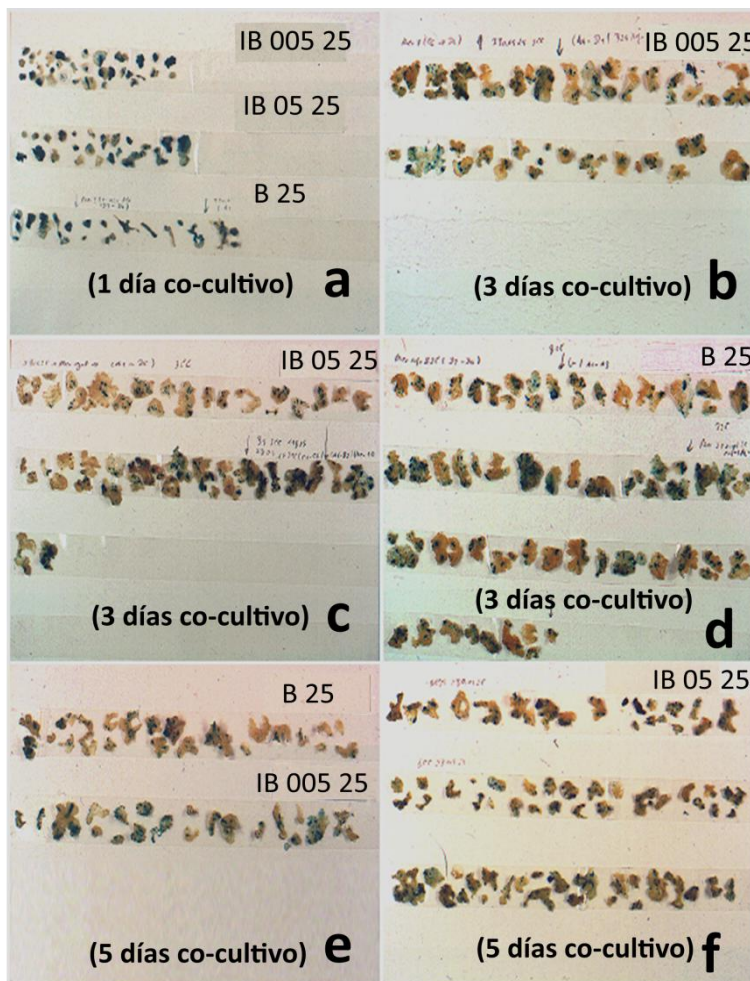 IB 005 25
IB 05 25
B 25
(1 día co-cultivo) a
IB 005 25
(3 días co-cultivo) b
IB 05 25
(3 días co-cultivo) c
B 25
(3 días co-cultivo) d
B 25
IB 005 25
(5 días co-cultivo) e
IB 05 25
(5 días co-cultivo) f